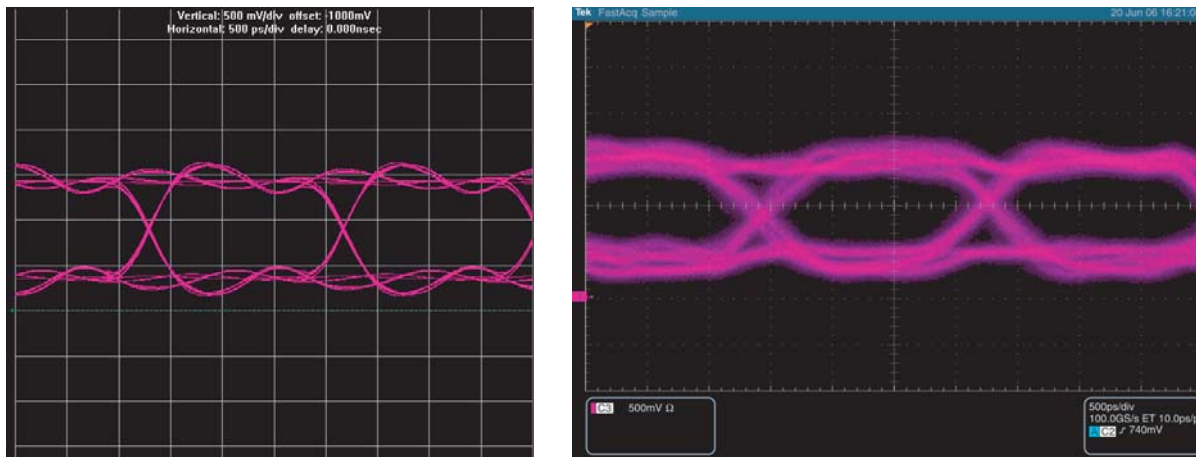 Vertical: 500 mV/div offset: -1000mV
Horizontal: 500 ps/div delay: 0.000nsec
Tek FastAcq Sample 20 Jun 06 16:21:0
C3 500mV Ω
500ps/div
100.0GS/s ET 10.0ps/p
A C2 ∫ 740mV